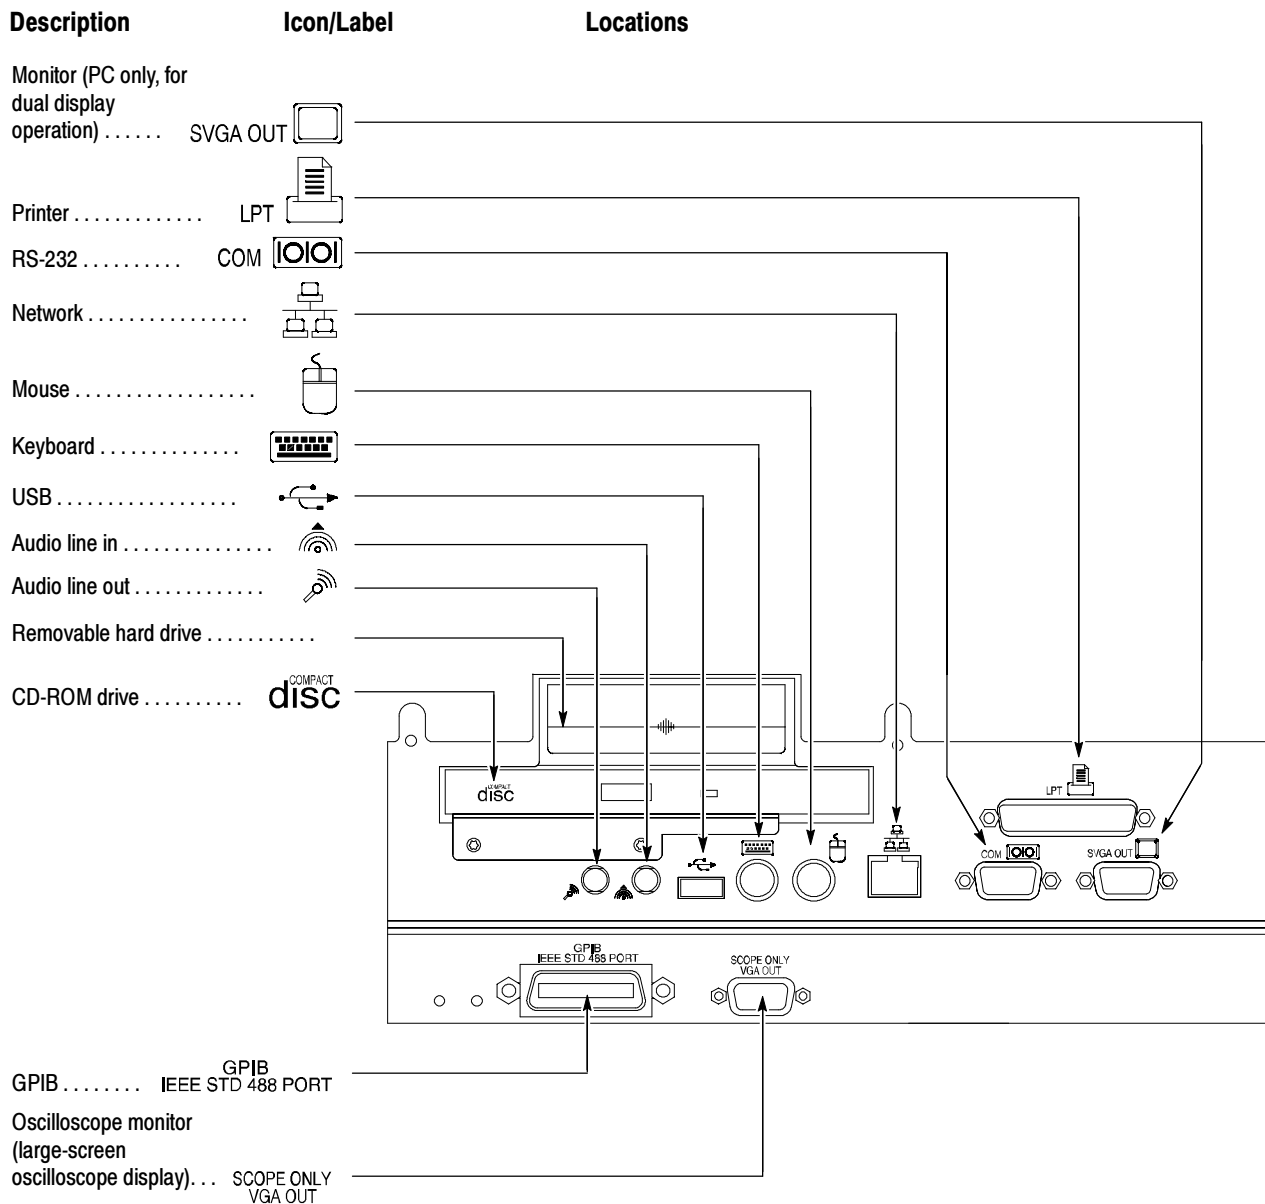 Description Icon/Label Locations
Monitor (PC only, for
dual display
operation) . . . . . . SVGA OUT
Printer . . . . . . . . . . . . . LPT
RS-232 . . . . . . . . . . COM IOIOI
Network . . . . . . . . . . . . . . . .
Mouse . . . . . . . . . . . . . . . . . .
Keyboard . . . . . . . . . . . . . .
USB . . . . . . . . . . . . . . . . . .
Audio line in . . . . . . . . . . . . . . .
Audio line out . . . . . . . . . . . . .
Removable hard drive . . . . . . . . . . .
CD-ROM drive . . . . . . . . . . COMPACT
disc
COMPACT
disc
LPT
COM IOIOI
SVGA OUT
GPIB
IEEE STD 488 PORT
SCOPE ONLY
VGA OUT
GPIB . . . . . . . . GPIB
IEEE STD 488 PORT
Oscilloscope monitor
(large-screen
oscilloscope display). . . SCOPE ONLY
VGA OUT